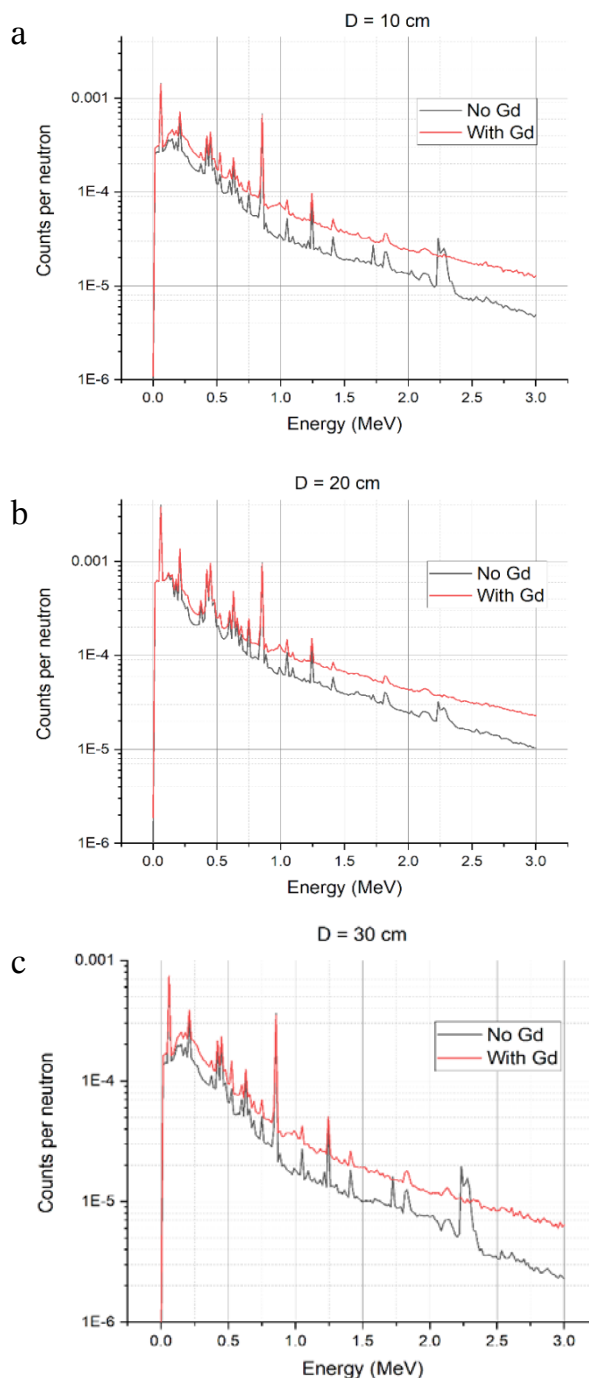 a
D = 10 cm
0.001
1E-4
1E-5
1E-6
Counts per neutron
No Gd
With Gd
0.0 0.5 1.0 1.5 2.0 2.5 3.0
Energy (MeV)
b
D = 20 cm
0.001
1E-4
1E-5
1E-6
Counts per neutron
No Gd
With Gd
0.0 0.5 1.0 1.5 2.0 2.5 3.0
Energy (MeV)
c
D = 30 cm
0.001
1E-4
1E-5
1E-6
Counts per neutron
No Gd
With Gd
0.0 0.5 1.0 1.5 2.0 2.5 3.0
Energy (MeV)